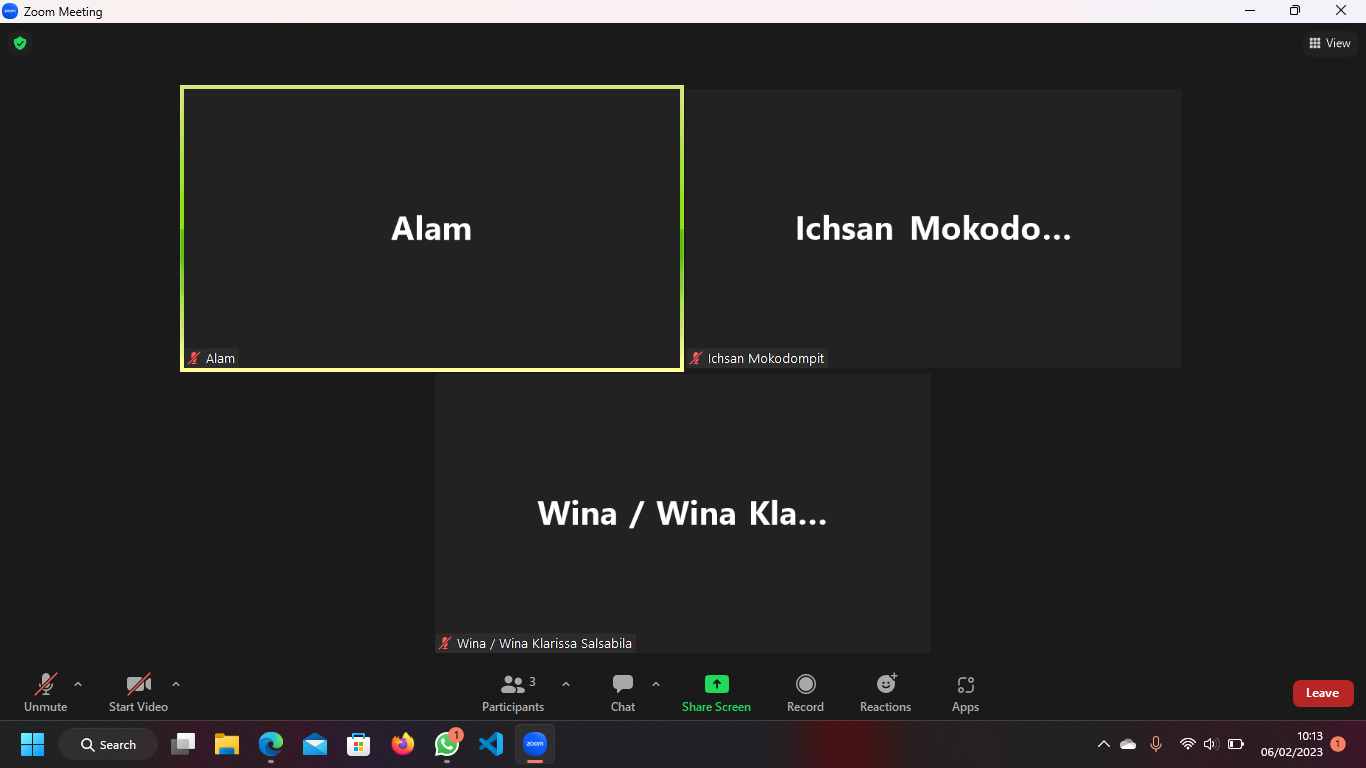 Zoom Meeting
View
Alam
Ichsan Mokodo...
Alam
Ichsan Mokodompit
Wina / Wina Kla...
Wina / Wina Klarissa Salsabila
Unmute
Start Video
3
Participants
Chat
Share Screen
Record
Reactions
Apps
Leave
Search
1
zoom
10:13
06/02/2023
1